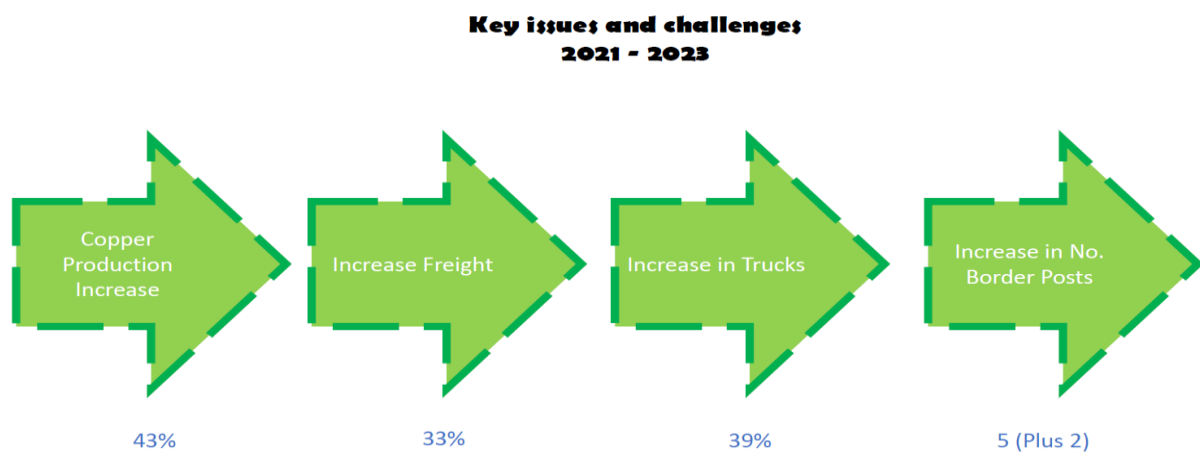 Key issues and challenges
2021 - 2023
Copper
Production
Increase
Increase Freight
Increase in Trucks
Increase in No.
Border Posts
43%
33%
39%
5 (Plus 2)